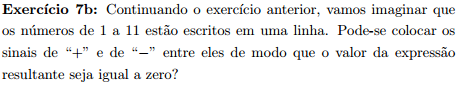 Exercício 7b: Continuando o exercício anterior, vamos imaginar que
os números de 1 a 11 estão escritos em uma linha. Pode-se colocar os
sinais de “+” e de “−” entre eles de modo que o valor da expressão
resultante seja igual a zero?